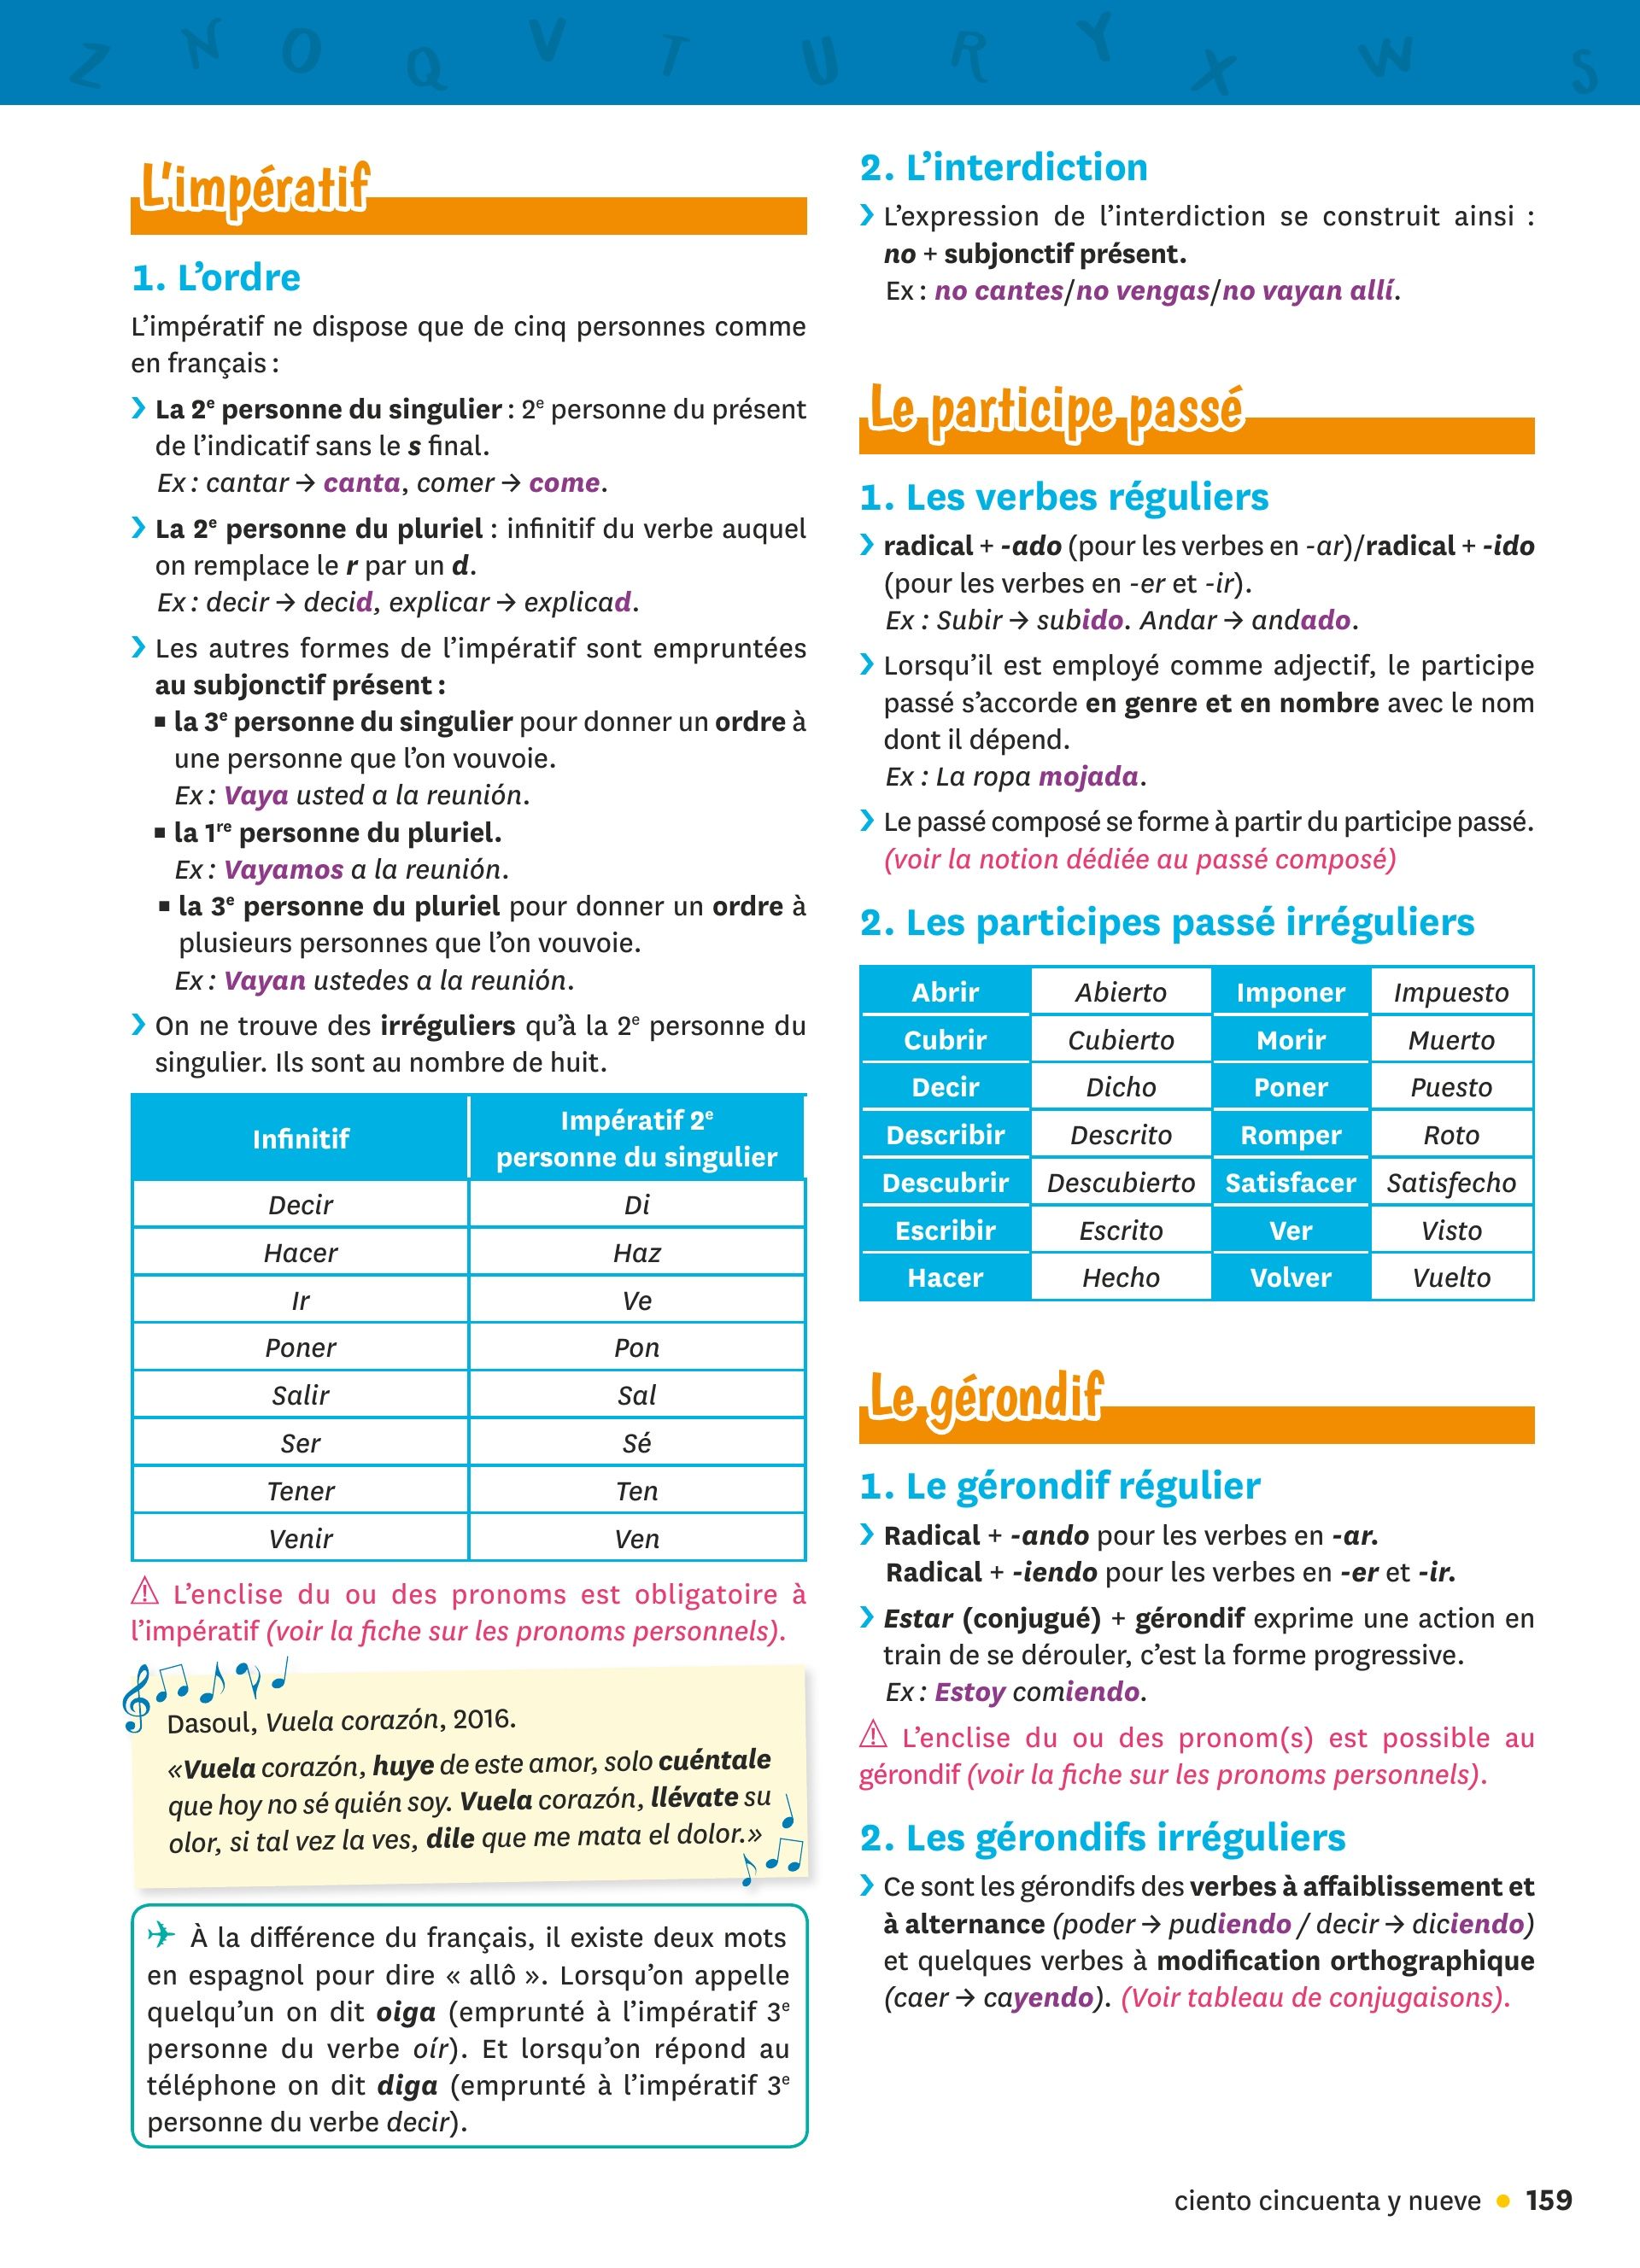 Z N O Q V T U R Y X W S
L'impératif
1. L'ordre
L'impératif ne dispose que de cinq personnes comme
en français :
› La 2e personne du singulier : 2e personne du présent
de l'indicatif sans le s final.
Ex : cantar → canta, comer → come.
› La 2e personne du pluriel : infinitif du verbe auquel
on remplace le r par un d.
Ex : decir → decid, explicar → explicad.
› Les autres formes de l'impératif sont empruntées
au subjonctif présent :
▪ la 3e personne du singulier pour donner un ordre à
une personne que l'on vouvoie.
Ex : Vaya usted a la reunión.
▪ la 1re personne du pluriel.
Ex : Vayamos a la reunión.
▪ la 3e personne du pluriel pour donner un ordre à
plusieurs personnes que l'on vouvoie.
Ex : Vayan ustedes a la reunión.
› On ne trouve des irréguliers qu'à la 2e personne du
singulier. Ils sont au nombre de huit.
Infinitif Impératif 2e
personne du singulier
Decir Di
Hacer Haz
Ir Ve
Poner Pon
Salir Sal
Ser Sé
Tener Ten
Venir Ven
⚠ L'enclise du ou des pronoms est obligatoire à
l'impératif (voir la fiche sur les pronoms personnels).
Dasoul, Vuela corazón, 2016.
«Vuela corazón, huye de este amor, solo cuéntale
que hoy no sé quién soy. Vuela corazón, llévate su
olor, si tal vez la ves, dile que me mata el dolor.»
À la différence du français, il existe deux mots
en espagnol pour dire « allô ». Lorsqu'on appelle
quelqu'un on dit oiga (emprunté à l'impératif 3e
personne du verbe oír). Et lorsqu'on répond au
téléphone on dit diga (emprunté à l'impératif 3e
personne du verbe decir).
2. L'interdiction
› L'expression de l'interdiction se construit ainsi :
no + subjonctif présent.
Ex : no cantes/no vengas/no vayan allí.
Le participe passé
1. Les verbes réguliers
› radical + -ado (pour les verbes en -ar)/radical + -ido
(pour les verbes en -er et -ir).
Ex : Subir → subido. Andar → andado.
› Lorsqu'il est employé comme adjectif, le participe
passé s'accorde en genre et en nombre avec le nom
dont il dépend.
Ex : La ropa mojada.
› Le passé composé se forme à partir du participe passé.
(voir la notion dédiée au passé composé)
2. Les participes passé irréguliers
Abrir Abierto Imponer Impuesto
Cubrir Cubierto Morir Muerto
Decir Dicho Poner Puesto
Describir Descrito Romper Roto
Descubrir Descubierto Satisfacer Satisfecho
Escribir Escrito Ver Visto
Hacer Hecho Volver Vuelto
Le gérondif
1. Le gérondif régulier
› Radical + -ando pour les verbes en -ar.
Radical + -iendo pour les verbes en -er et -ir.
› Estar (conjugué) + gérondif exprime une action en
train de se dérouler, c'est la forme progressive.
Ex : Estoy comiendo.
⚠ L'enclise du ou des pronom(s) est possible au
gérondif (voir la fiche sur les pronoms personnels).
2. Les gérondifs irréguliers
› Ce sont les gérondifs des verbes à affaiblissement et
à alternance (poder → pudiendo / decir → diciendo)
et quelques verbes à modification orthographique
(caer → cayendo). (Voir tableau de conjugaisons).
ciento cincuenta y nueve • 159